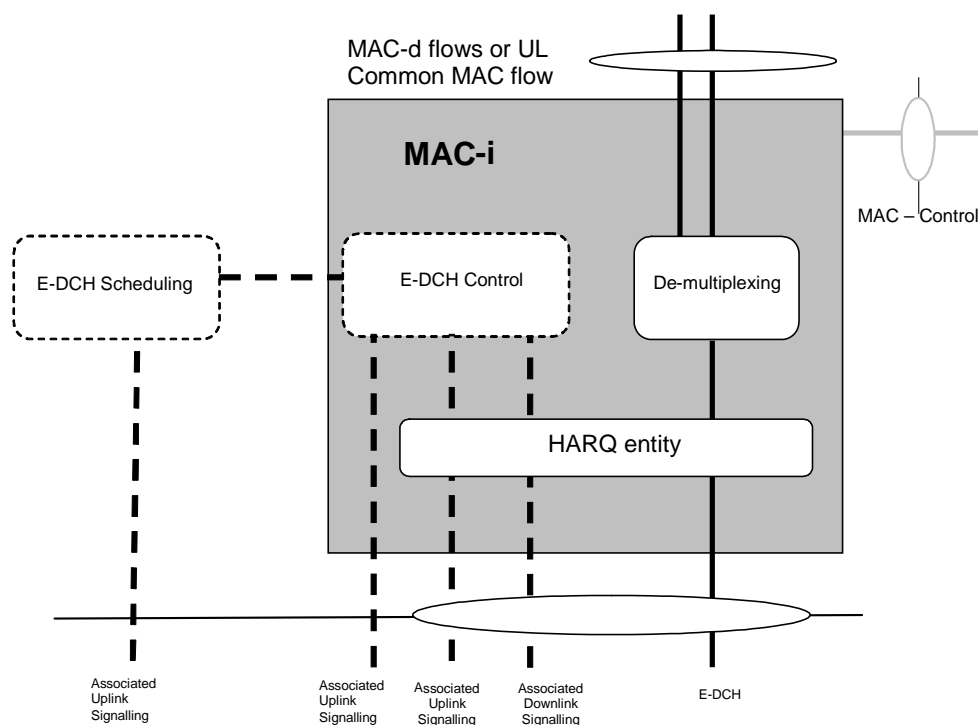 MAC-d flows or UL
Common MAC flow
MAC-i
MAC – Control
E-DCH Scheduling
E-DCH Control
De-multiplexing
HARQ entity
Associated
Uplink
Signalling
Associated
Uplink
Signalling
Associated
Uplink
Signalling
Associated
Downlink
Signalling
E-DCH